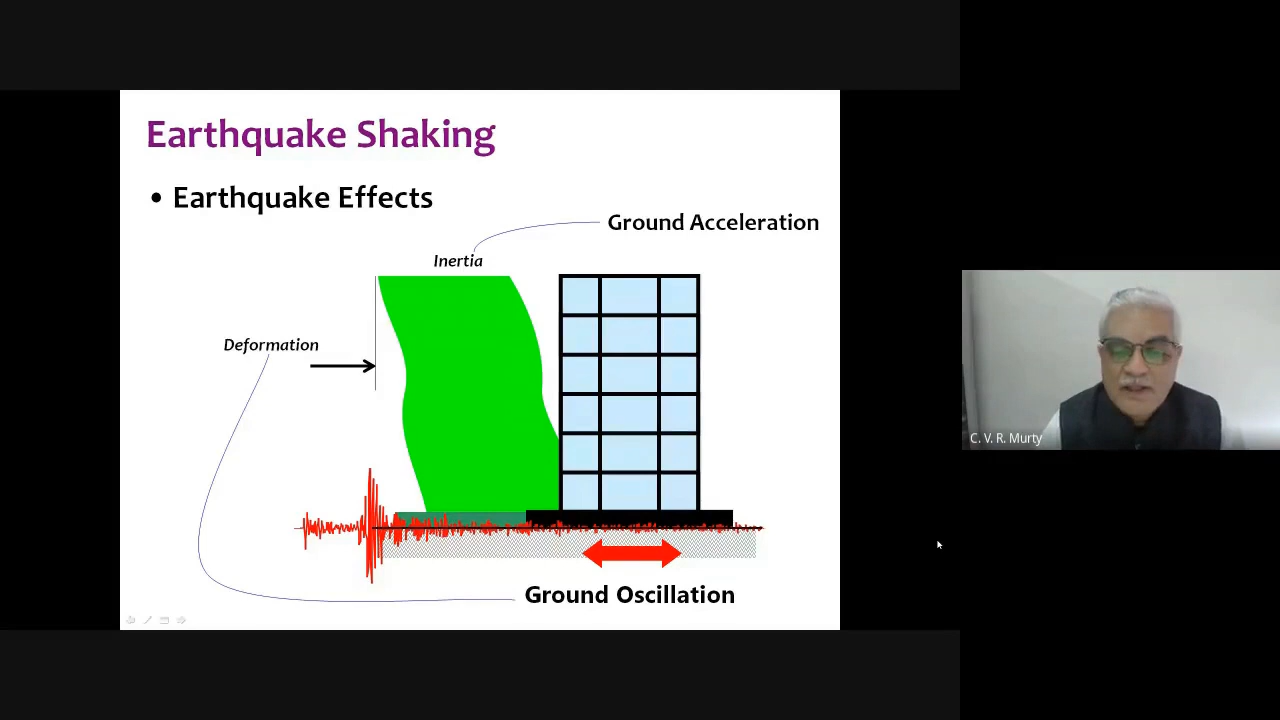 Earthquake Shaking
• Earthquake Effects
Ground Acceleration
Inertia
Deformation
Ground Oscillation
C. V. R. Murty